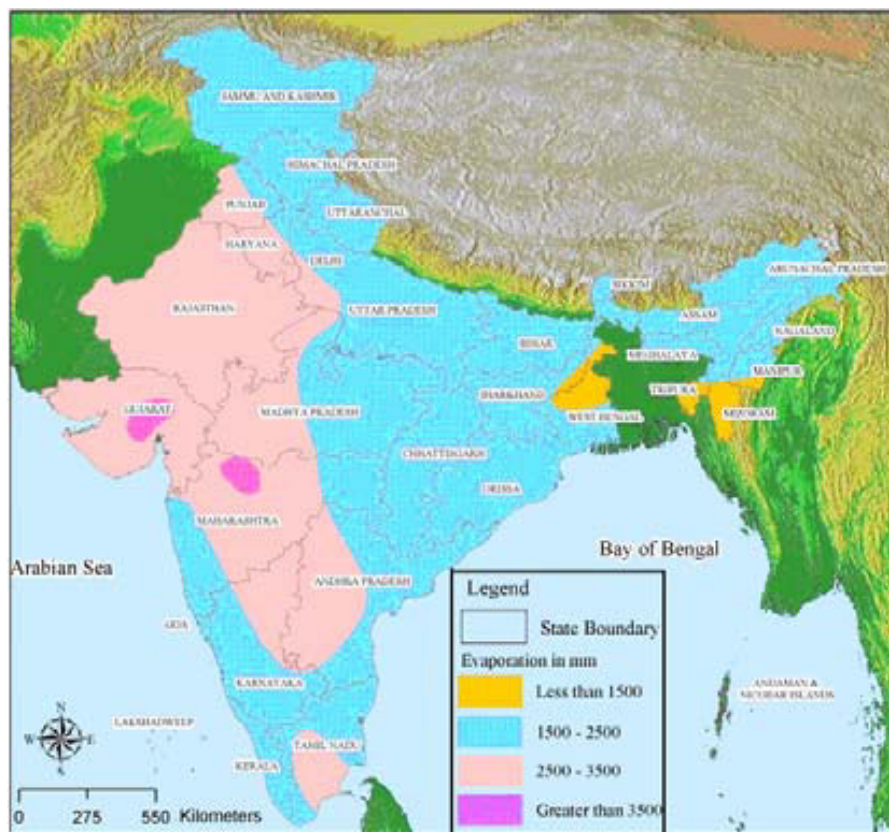 JAMMU AND KASHMIR
HIMACHAL PRADESH
PUNJAB
UTTARANCHAL
HARYANA
DELHI
ARUNACHAL PRADESH
SIKKIM
RAJASTHAN
UTTAR PRADESH
ASSAM
NAGALAND
BIHAR
MEGHALAYA
MANIPUR
JHARKHAND
TRIPURA
GUJARAT
MADHYA PRADESH
WEST BENGAL
MIZORAM
CHHATTISGARH
ORISSA
MAHARASHTRA
Bay of Bengal
Arabian Sea
ANDHRA PRADESH
GOA
KARNATAKA
LAKSHADWEEP
TAMIL NADU
KERALA
ANDAMAN &
NICOBAR ISLANDS
Legend
State Boundary
Evaporation in mm
Less than 1500
1500 - 2500
2500 - 3500
Greater than 3500
N
W E
S
0 275 550 Kilometers